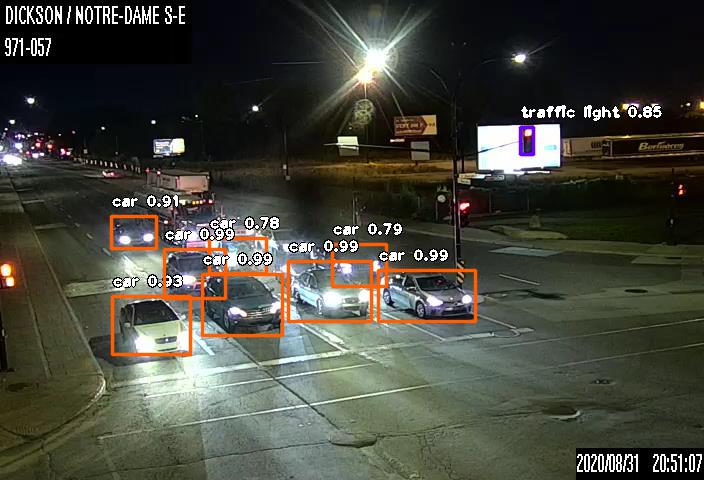 DICKSON / NOTRE-DAME S-E
971-057
traffic light 0.85
car 0.91
car 0.78
car 0.99
car 0.79
car 0.99
car 0.99
car 0.99
car 0.93
2020/08/31 20:51:07